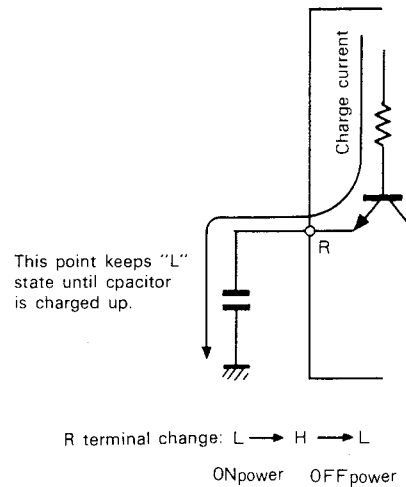 Charge current
R
This point keeps "L"
state until cpacitor
is charged up.
R terminal change: L → H → L
ONpower OFFpower